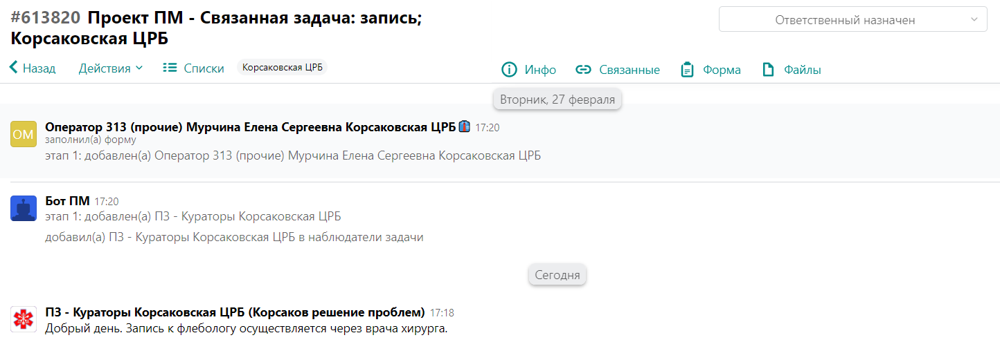 #613820 Проект ПМ - Связанная задача: запись;
Корсаковская ЦРБ
Ответственный назначен
Назад Действия Списки Корсаковская ЦРБ Инфо Связанные Форма Файлы
Вторник, 27 февраля
ОМ
Оператор 313 (прочие) Мурчина Елена Сергеевна Корсаковская ЦРБ 17:20
заполнил(а) форму
этап 1: добавлен(а) Оператор 313 (прочие) Мурчина Елена Сергеевна Корсаковская ЦРБ
Бот ПМ 17:20
этап 1: добавлен(а) ПЗ - Кураторы Корсаковская ЦРБ
добавил(а) ПЗ - Кураторы Корсаковская ЦРБ в наблюдатели задачи
Сегодня
ПЗ - Кураторы Корсаковская ЦРБ (Корсаков решение проблем) 17:18
Добрый день. Запись к флебологу осуществляется через врача хирурга.